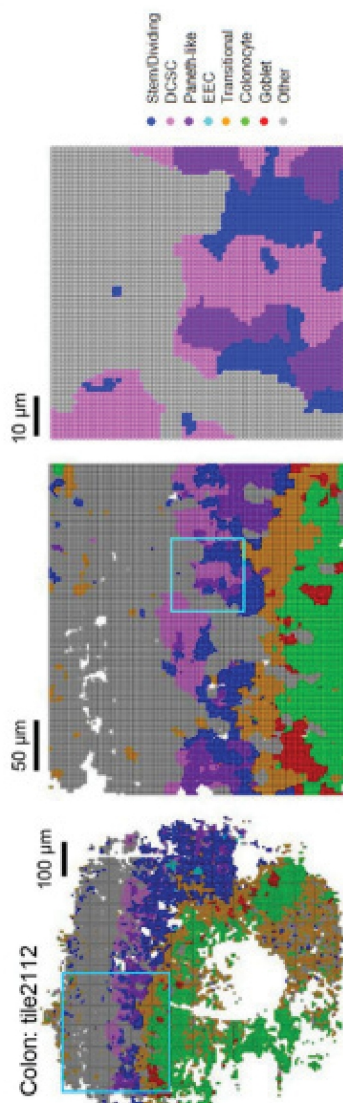 Colon: tile2112
100 µm
50 µm
10 µm
Stem/Dividing
DCSC
Paneth-like
EEC
Transitional
Colonocyte
Goblet
Other